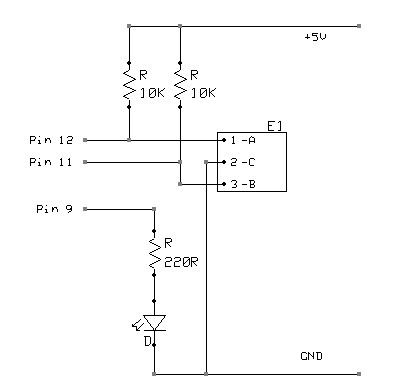 +5V
R R
10K 10K
E1
Pin 12 1-A
Pin 11 2-C
3-B
Pin 9
R
220R
D
GND